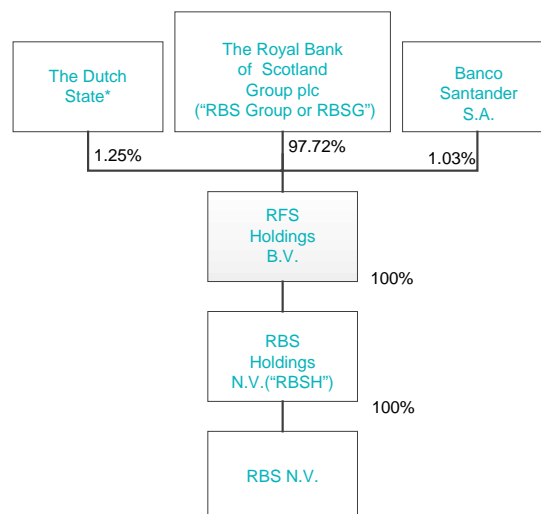 The Dutch
State*
The Royal Bank
of Scotland
Group plc
(“RBS Group or RBSG”)
Banco
Santander
S.A.
1.25%
97.72%
1.03%
RFS
Holdings
B.V.
100%
RBS
Holdings
N.V.(“RBSH”)
100%
RBS N.V.